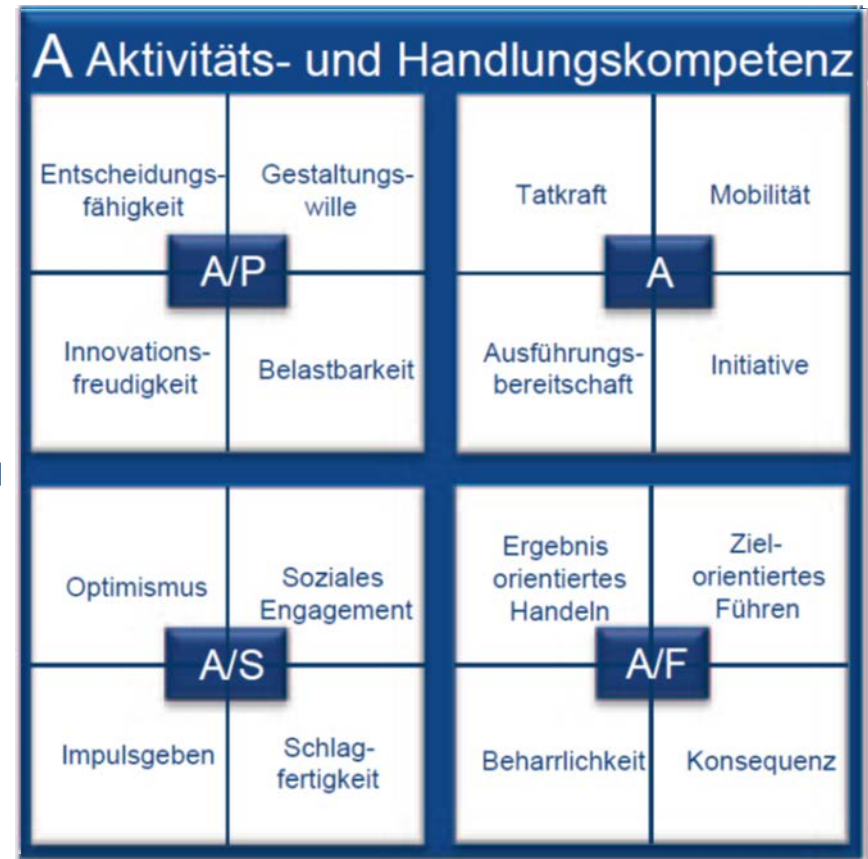 A Aktivitäts- und Handlungskompetenz
Entscheidungs-
fähigkeit
Gestaltungs-
wille
A/P
Innovations-
freudigkeit
Belastbarkeit
Tatkraft
Mobilität
A
Ausführungs-
bereitschaft
Initiative
Optimismus
Soziales
Engagement
A/S
Impulsgeben
Schlag-
fertigkeit
Ergebnis
orientiertes
Handeln
Ziel-
orientiertes
Führen
A/F
Beharrlichkeit
Konsequenz